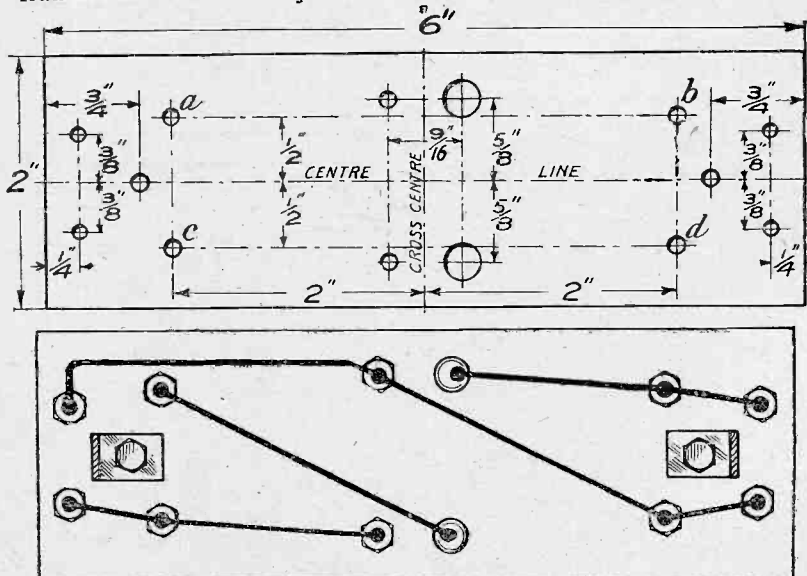 6"
3/4" a b 3/4"
3/8" 1/2" 9/16 5/8" 3/8"
2" CENTRE LINE
3/8" 1/2" CROSS CENTRE 5/8" 3/8"
c d
1/4" 1/4"
2" 2"